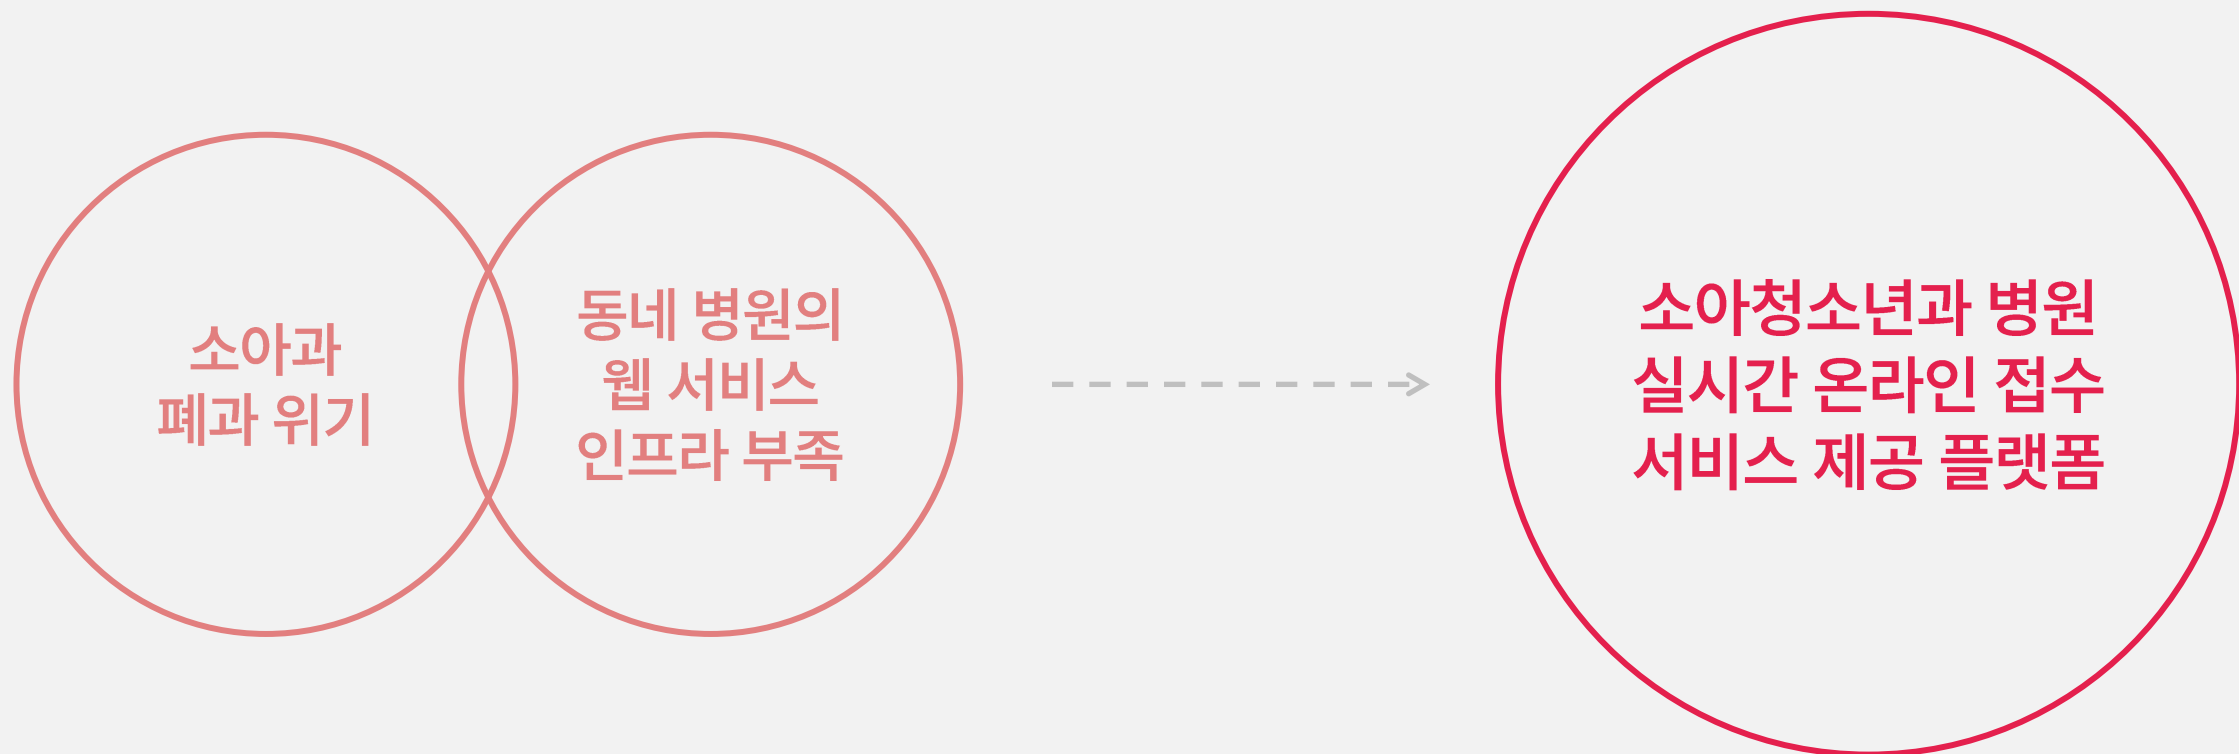 소아과
폐과 위기
동네 병원의
웹 서비스
인프라 부족
소아청소년과 병원
실시간 온라인 접수
서비스 제공 플랫폼